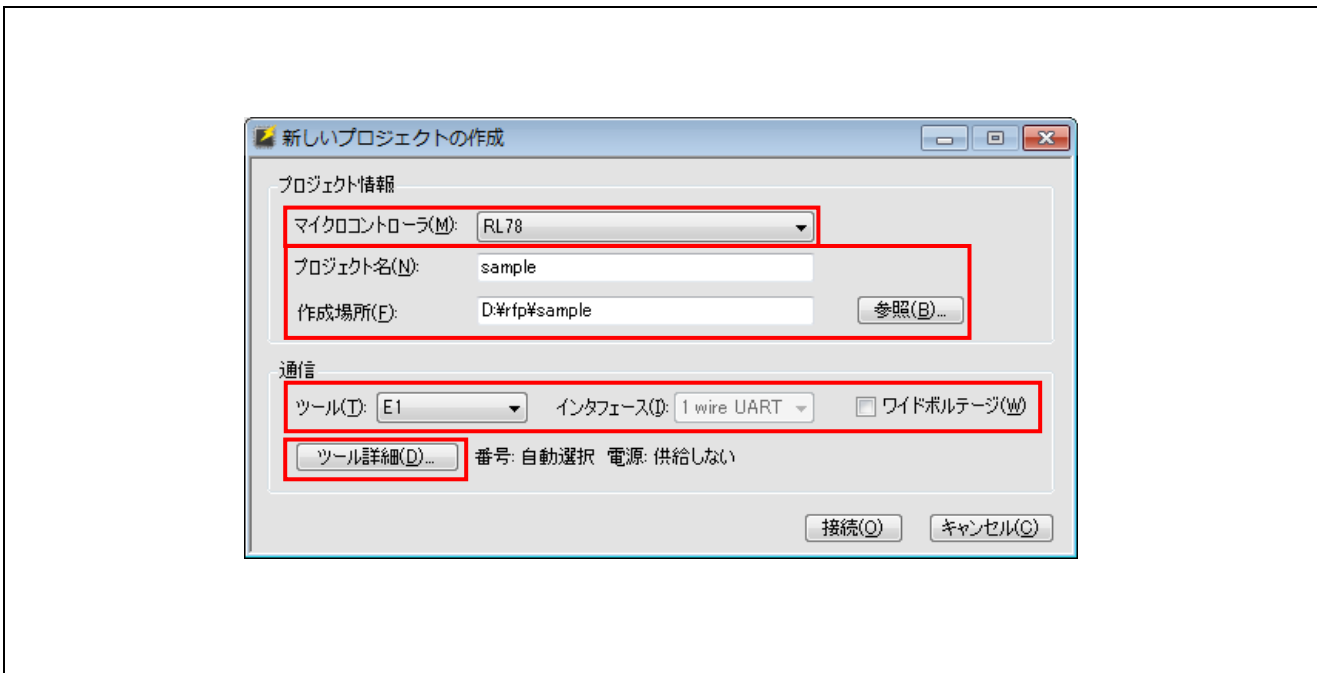 新しいプロジェクトの作成
プロジェクト情報
マイクロコントローラ(M): RL78
プロジェクト名(N): sample
作成場所(F): D:¥rfp¥sample 参照(B)...
通信
ツール(T): E1 インタフェース(I): 1 wire UART ワイドボルテージ(W)
ツール詳細(D)... 番号: 自動選択 電源: 供給しない
接続(O) キャンセル(C)